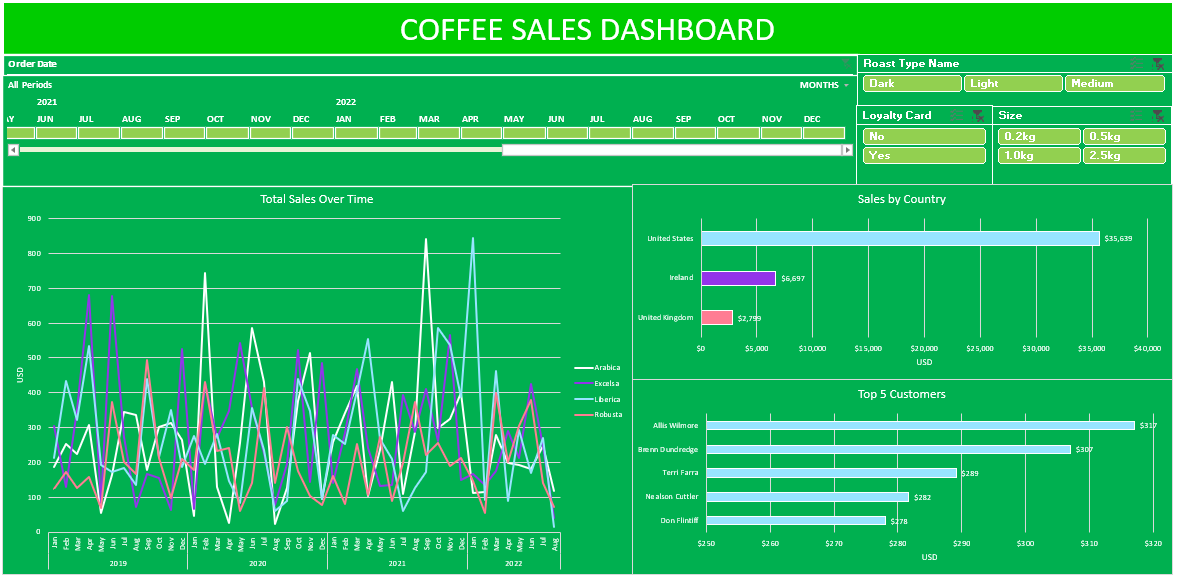 COFFEE SALES DASHBOARD
Order Date
All Periods
MONTHS
2021 2022
JUN JUL AUG SEP OCT NOV DEC JAN FEB MAR APR MAY JUN JUL AUG SEP OCT NOV DEC
Roast Type Name
Dark Light Medium
Loyalty Card
No
Yes
Size
0.2kg 0.5kg
1.0kg 2.5kg
Total Sales Over Time
900
800
700
600
500
400
300
200
100
0
USD
Jan Feb Mar Apr May Jun Jul Aug Sep Oct Nov Dec Jan Feb Mar Apr May Jun Jul Aug Sep Oct Nov Dec Jan Feb Mar Apr May Jun Jul Aug Sep Oct Nov Dec Jan Feb Mar Apr May Jun Jul Aug
2019 2020 2021 2022
Arabica
Excelsa
Liberica
Robusta
Sales by Country
United States $35,639
Ireland $6,697
United Kingdom $2,799
$0 $5,000 $10,000 $15,000 $20,000 $25,000 $30,000 $35,000 $40,000
USD
Top 5 Customers
Allis Wilmore $317
Brenn Dundredge $307
Terri Farra $289
Nealson Cuttler $282
Don Flintiff $278
$250 $260 $270 $280 $290 $300 $310 $320
USD